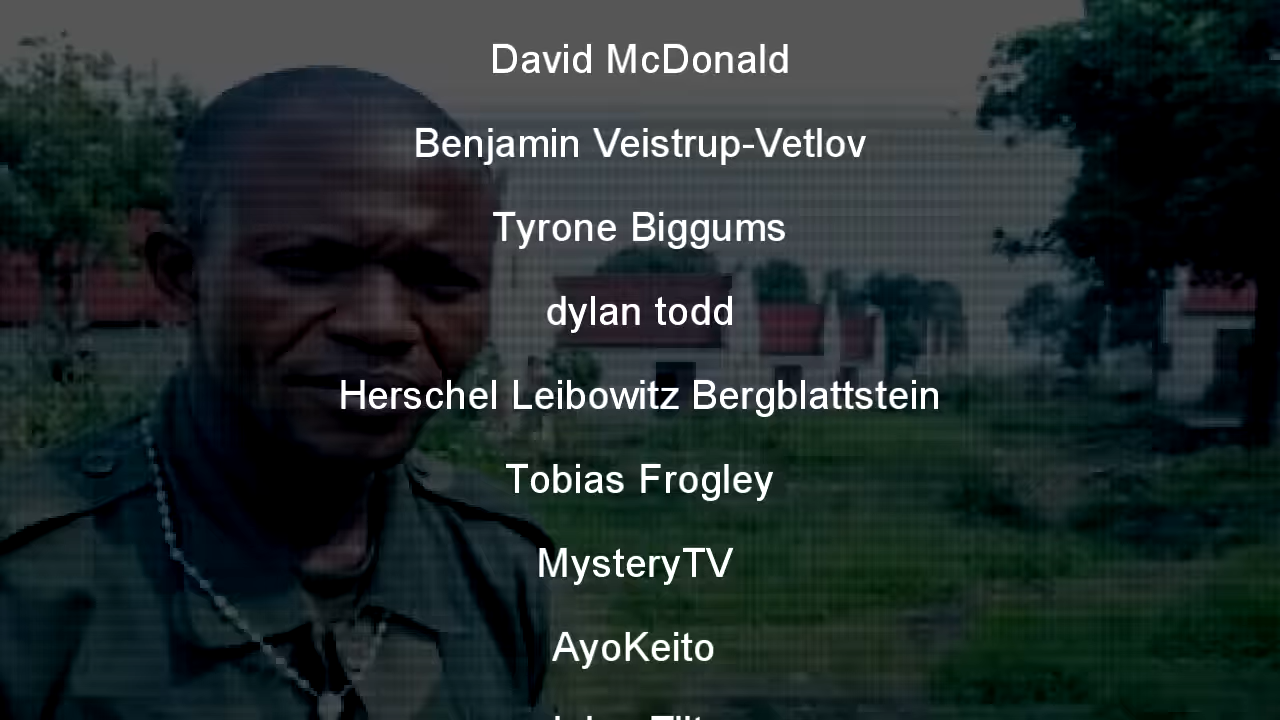 David McDonald
Benjamin Veistrup-Vetlov
Tyrone Biggums
dylan todd
Herschel Leibowitz Bergblattstein
Tobias Frogley
MysteryTV
AyoKeito